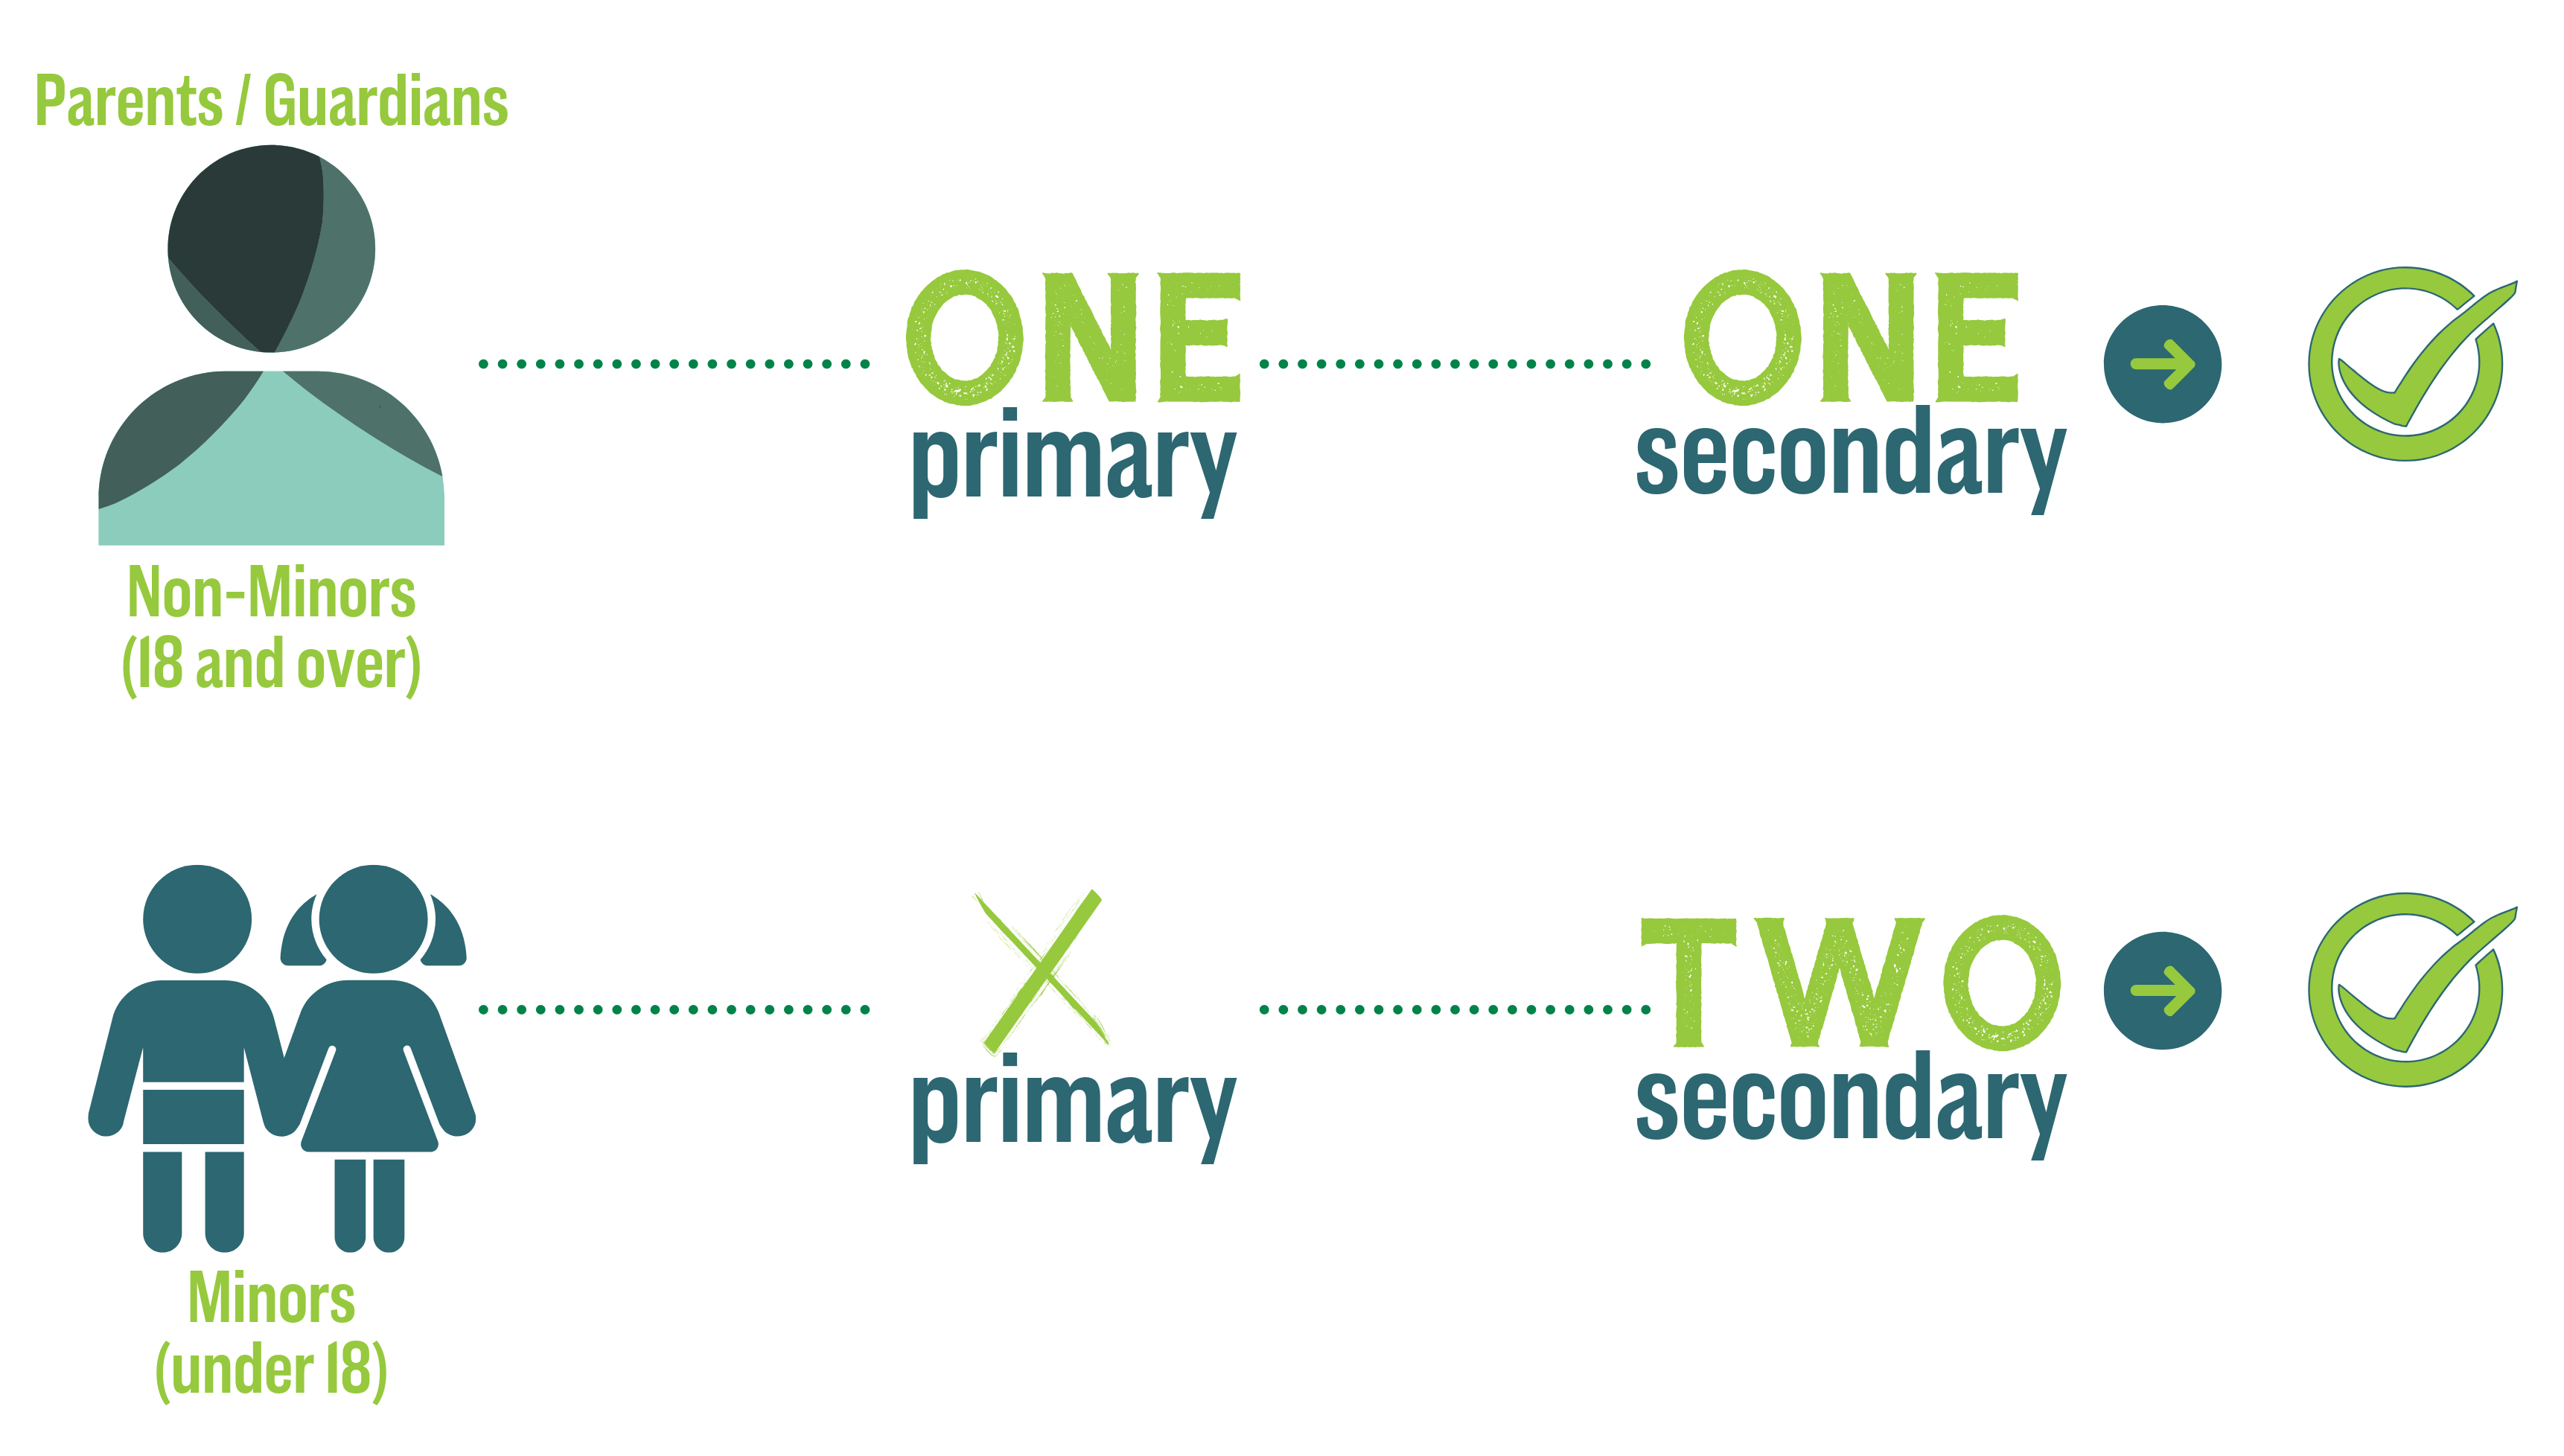 Parents / Guardians
ONE
primary
ONE
secondary
Non-Minors
(18 and over)
primary
TWO
secondary
Minors
(under 18)